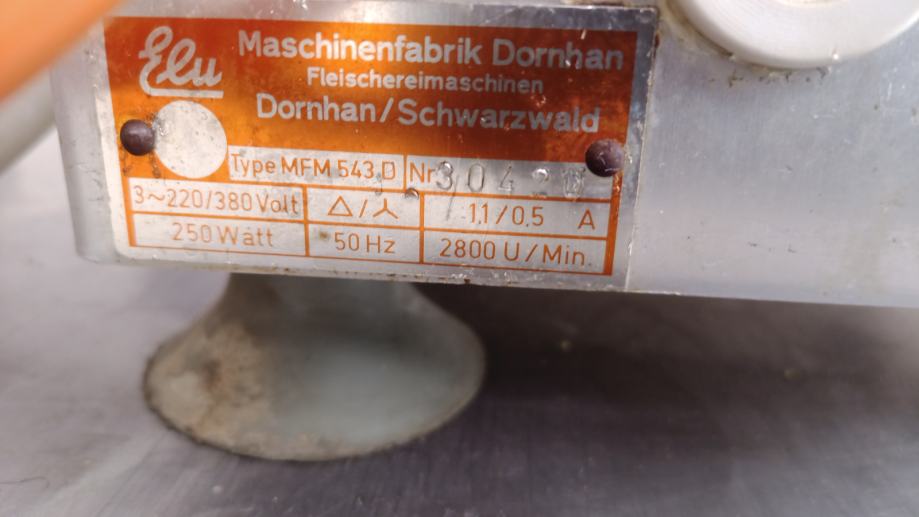 Elu
Maschinenfabrik Dornhan
Fleischereimaschinen
Dornhan/Schwarzwald
Type MFM 543 D Nr
3~220/380 Volt △/⅄ 1,1/0,5 A
250 Watt 50 Hz 2800 U/Min.